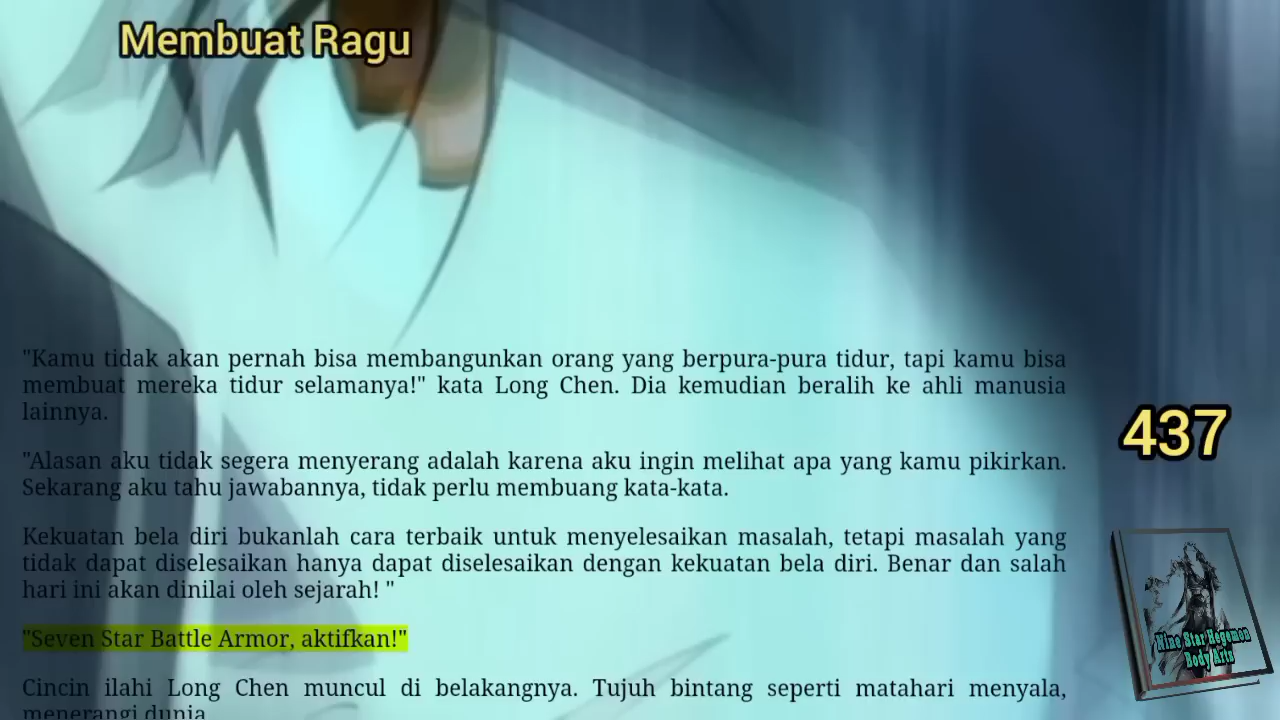 Membuat Ragu
"Kamu tidak akan pernah bisa membangunkan orang yang berpura-pura tidur, tapi kamu bisa
membuat mereka tidur selamanya!" kata Long Chen. Dia kemudian beralih ke ahli manusia
lainnya.
"Alasan aku tidak segera menyerang adalah karena aku ingin melihat apa yang kamu pikirkan.
Sekarang aku tahu jawabannya, tidak perlu membuang kata-kata.
Kekuatan bela diri bukanlah cara terbaik untuk menyelesaikan masalah, tetapi masalah yang
tidak dapat diselesaikan hanya dapat diselesaikan dengan kekuatan bela diri. Benar dan salah
hari ini akan dinilai oleh sejarah! "
"Seven Star Battle Armor, aktifkan!"
Cincin ilahi Long Chen muncul di belakangnya. Tujuh bintang seperti matahari menyala,
menerangi dunia
437
Nine Star Hegemon
Body Arts